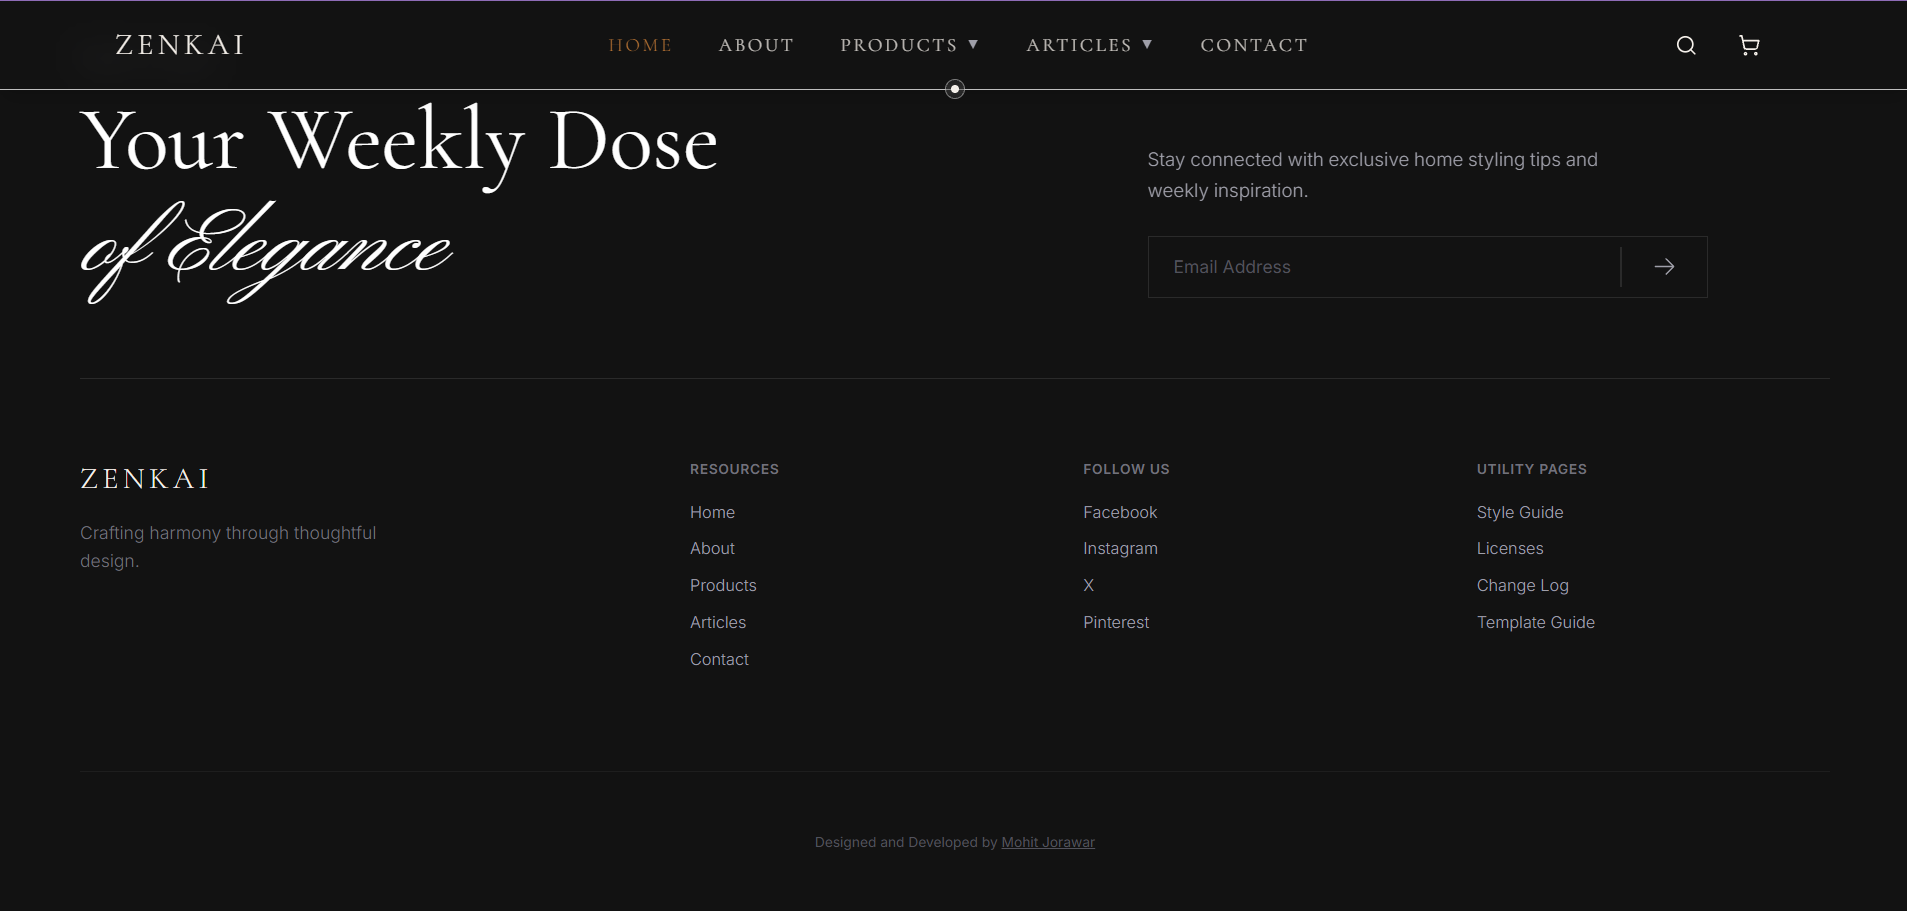 ZENKAI
HOME ABOUT PRODUCTS ▼ ARTICLES ▼ CONTACT
Your Weekly Dose
of Elegance
Stay connected with exclusive home styling tips and
weekly inspiration.
Email Address
ZENKAI
Crafting harmony through thoughtful
design.
RESOURCES
Home
About
Products
Articles
Contact
FOLLOW US
Facebook
Instagram
X
Pinterest
UTILITY PAGES
Style Guide
Licenses
Change Log
Template Guide
Designed and Developed by Mohit Jorawar